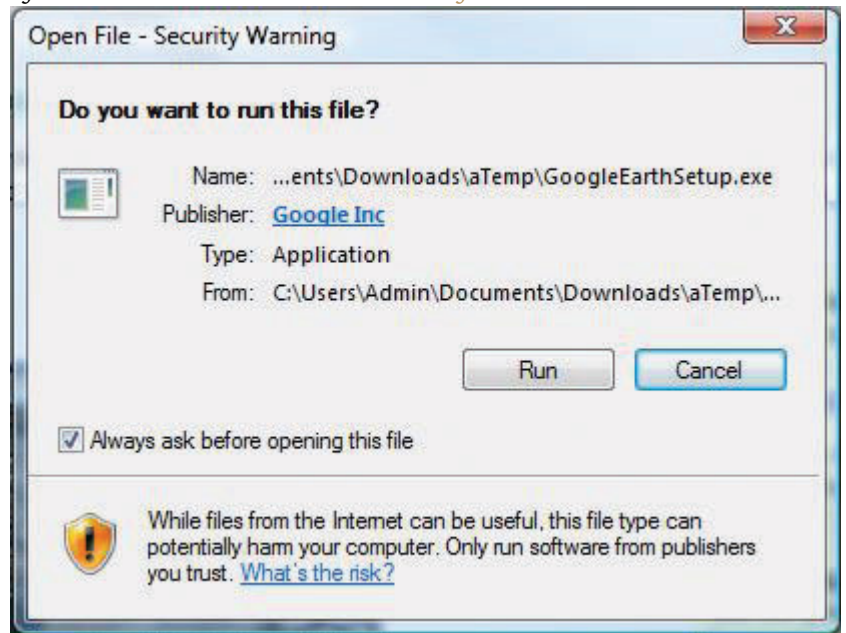 Open File - Security Warning
Do you want to run this file?
Name: ...ents\Downloads\aTemp\GoogleEarthSetup.exe
Publisher: Google Inc
Type: Application
From: C:\Users\Admin\Documents\Downloads\aTemp\...
Run Cancel
Always ask before opening this file
While files from the Internet can be useful, this file type can
potentially harm your computer. Only run software from publishers
you trust. What's the risk?